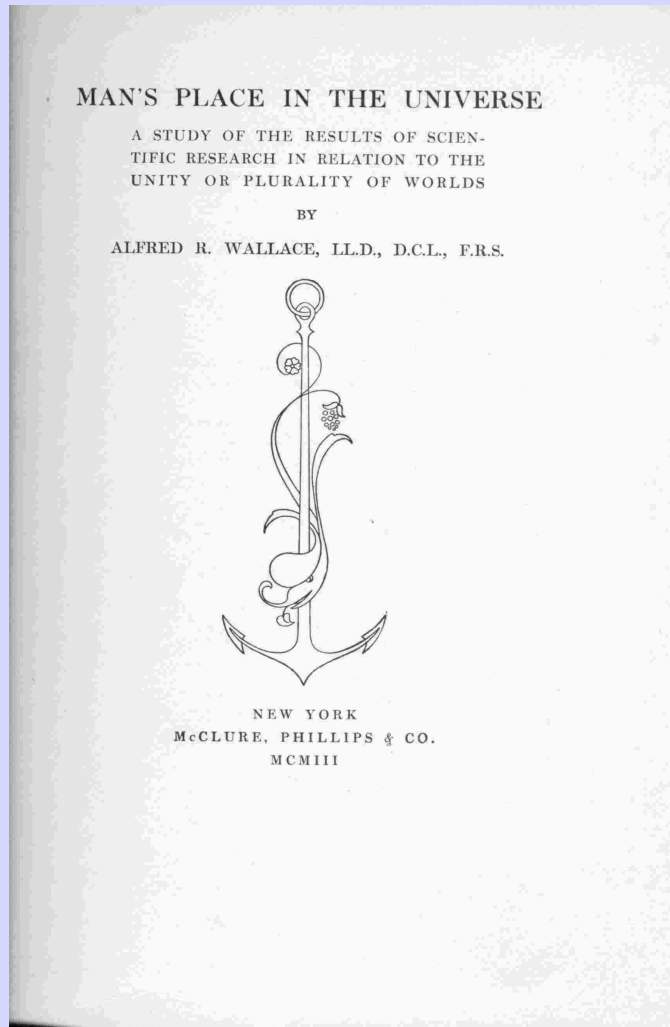 MAN'S PLACE IN THE UNIVERSE
A STUDY OF THE RESULTS OF SCIEN-
TIFIC RESEARCH IN RELATION TO THE
UNITY OR PLURALITY OF WORLDS
BY
ALFRED R. WALLACE, LL.D., D.C.L., F.R.S.
NEW YORK
McCLURE, PHILLIPS & CO.
MCMIII